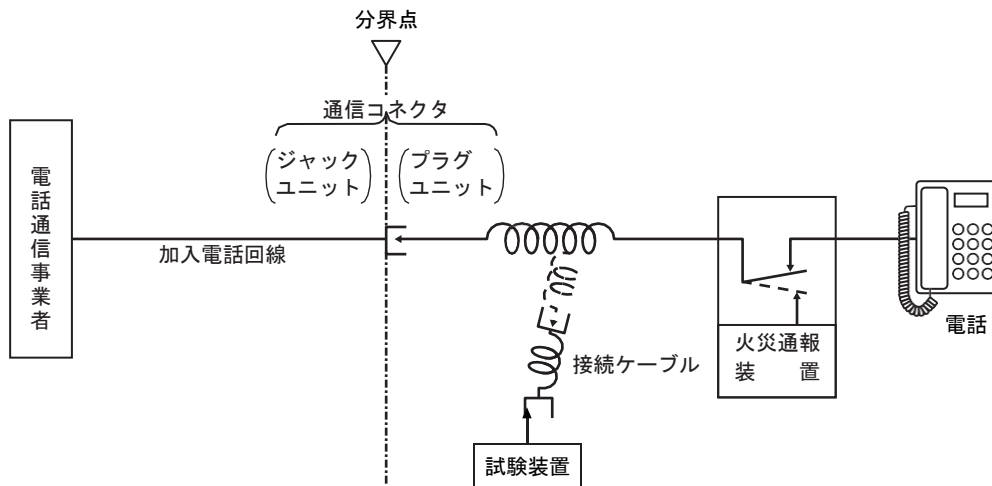 分界点
通信コネクタ
ジャック
ユニット
プラグ
ユニット
電話通信事業者
加入電話回線
電話
火災通報
装置
接続ケーブル
試験装置